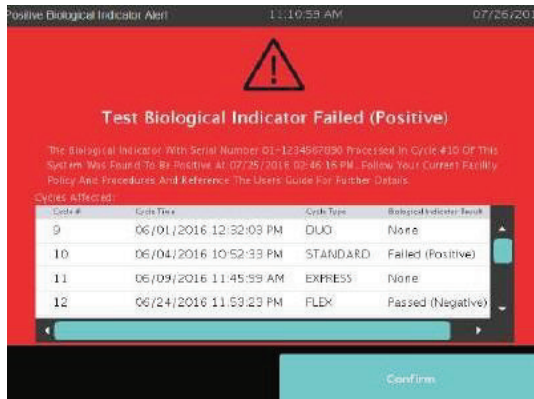 Positive Biological Indicator Alert 11:10:59 AM 07/26/201
Test Biological Indicator Failed (Positive)
The Biological Indicator With Serial Number 01-1234567890 Processed In Cycle #10 Of This
System Was Found To Be Positive At 07/25/2016 02:46:16 PM. Follow Your Current Facility
Policy And Procedures And Reference The Users Guide For Further Details.
Cycles Affected:
Cycle # Cycle Time Cycle Type Biological Indicator Result
9 06/01/2016 12:32:03 PM DUO None
10 06/04/2016 10:52:33 PM STANDARD Failed (Positive)
11 06/09/2016 11:45:59 AM EXPRESS None
12 06/24/2016 11:53:23 PM FLEX Passed (Negative)
Confirm